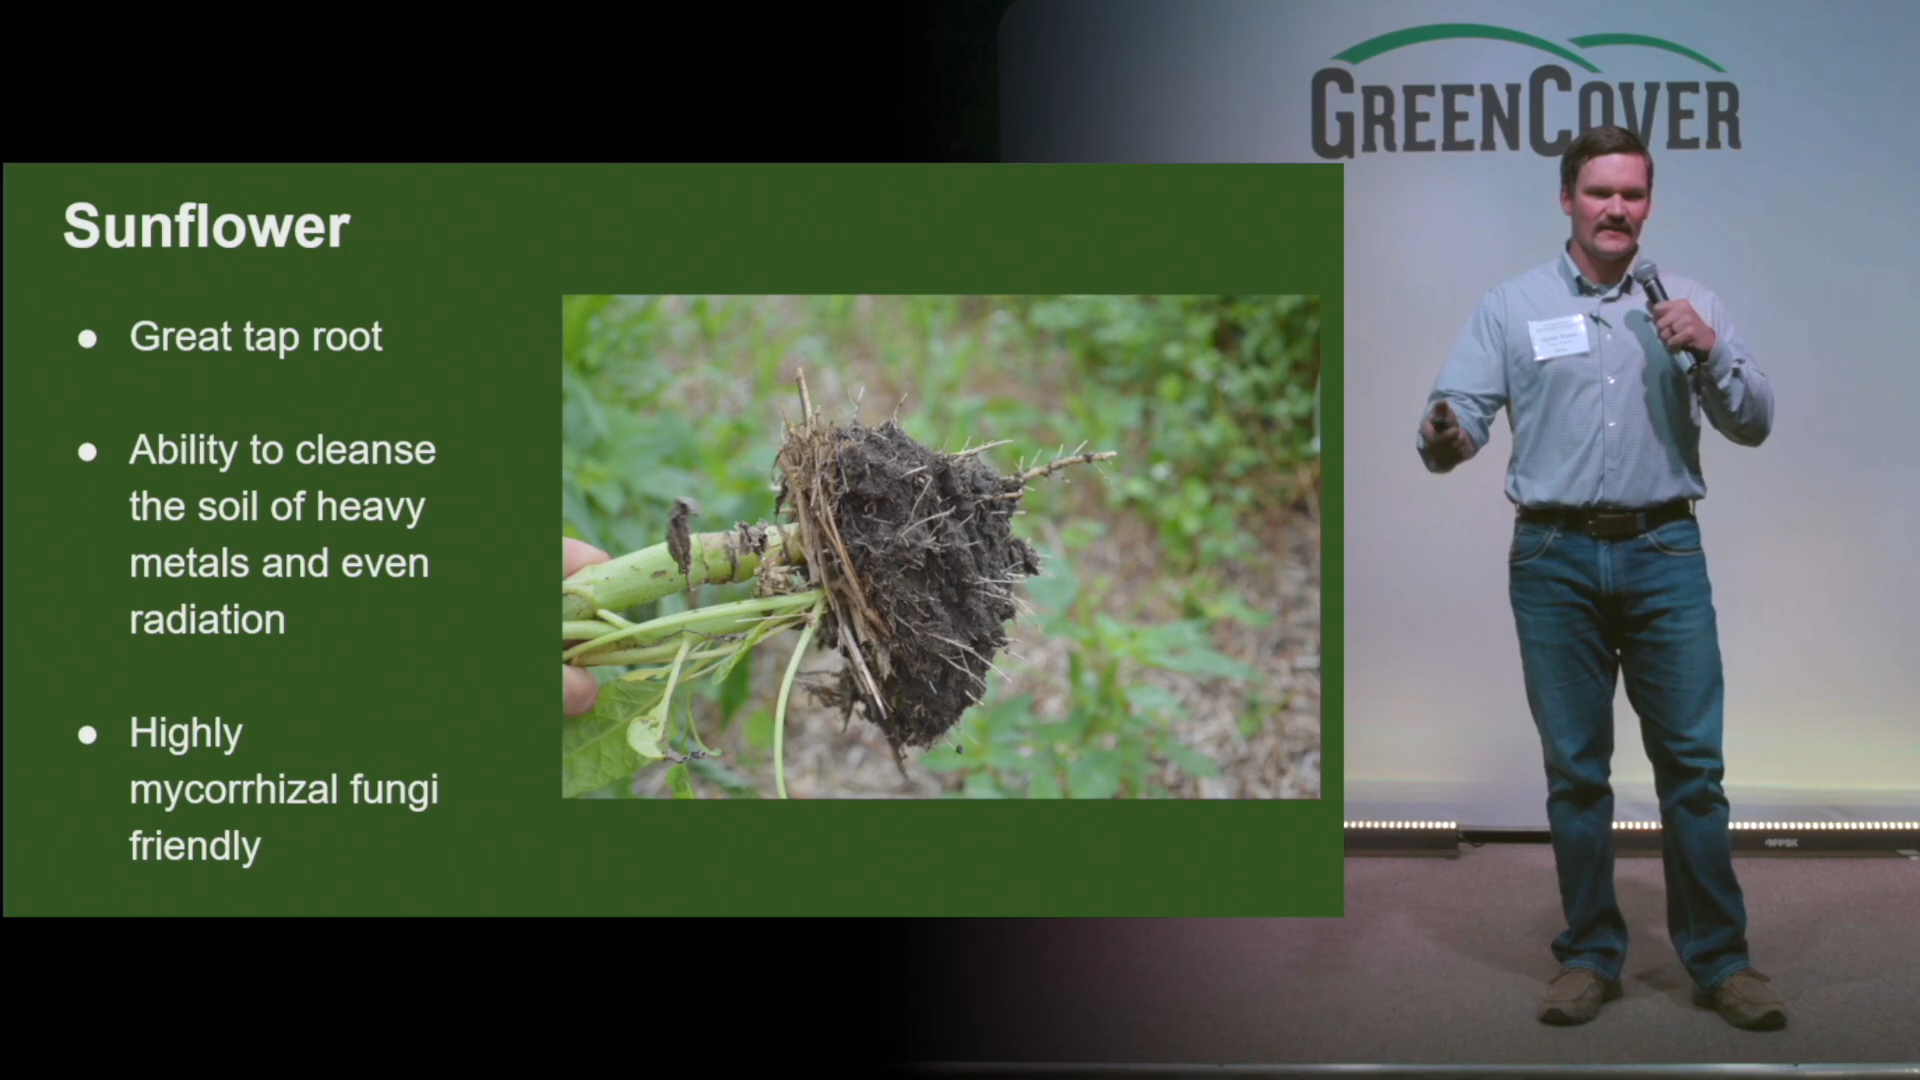 GREENCOVER
Sunflower
● Great tap root
● Ability to cleanse
the soil of heavy
metals and even
radiation
● Highly
mycorrhizal fungi
friendly